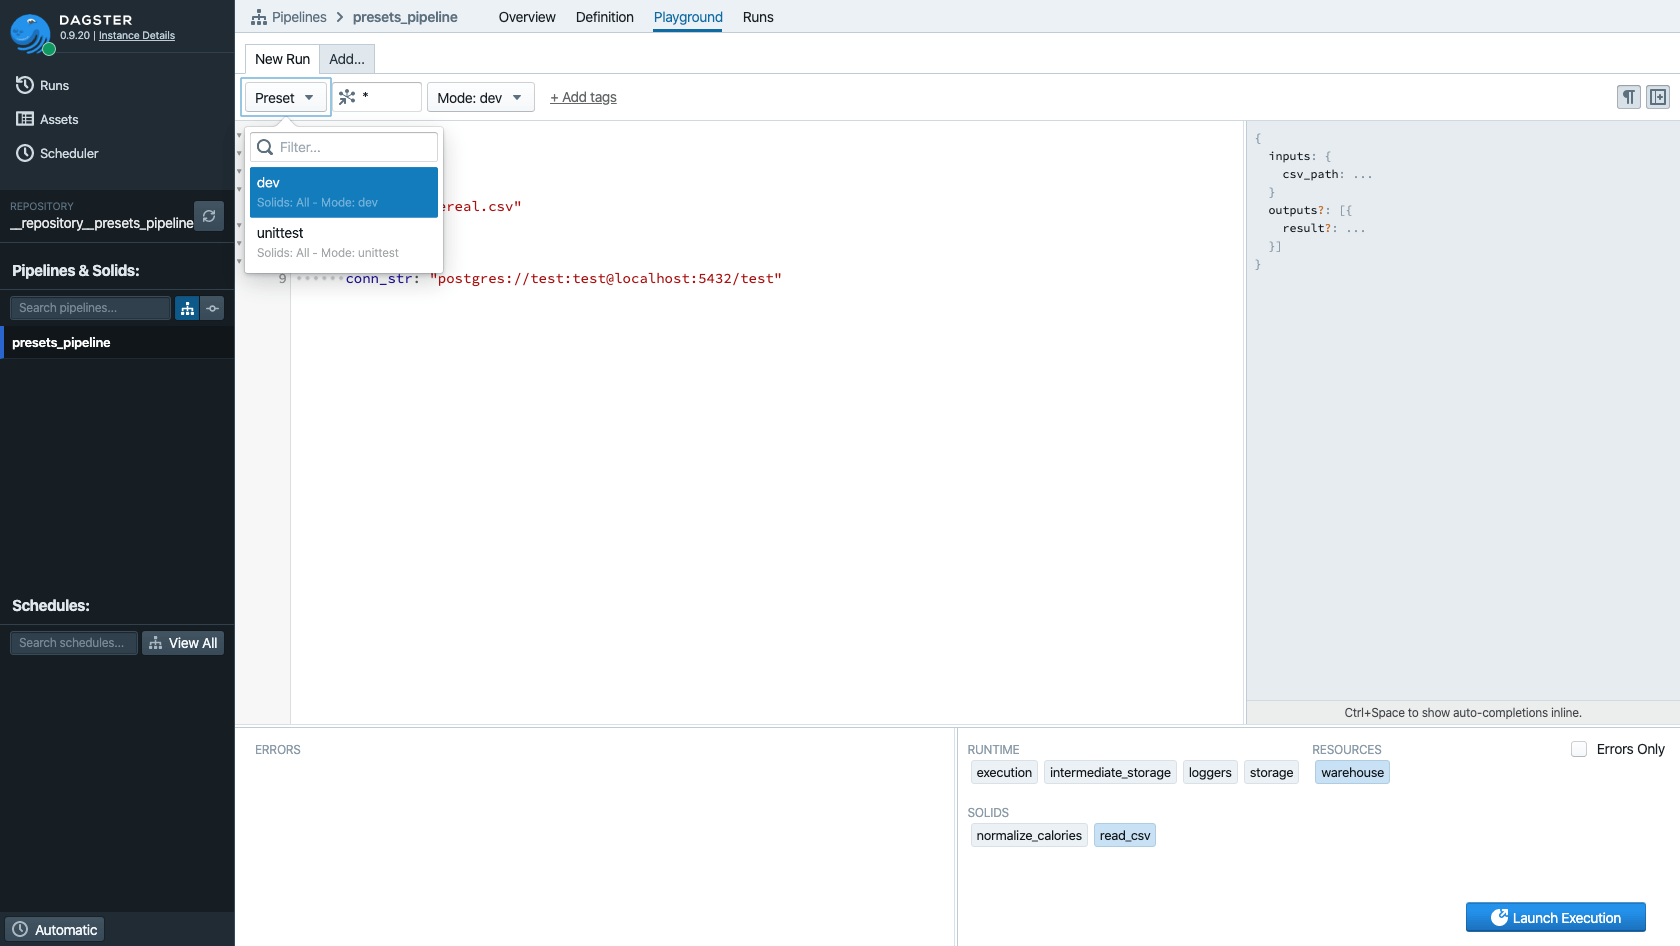 DAGSTER
0.9.20 | Instance Details
Runs
Assets
Scheduler
REPOSITORY
__repository__presets_pipeline
Pipelines & Solids:
Search pipelines...
presets_pipeline
Schedules:
Search schedules...
View All
Automatic
Pipelines
presets_pipeline
Overview
Definition
Playground
Runs
New Run
Add...
Preset
*
Mode: dev
+ Add tags
Filter...
dev
Solids: All - Mode: dev
unittest
Solids: All - Mode: unittest
ereal.csv"
9 conn_str: "postgres://test:test@localhost:5432/test"
{
inputs: {
csv_path: ...
}
outputs?: [{
result?: ...
}]
}
Ctrl+Space to show auto-completions inline.
ERRORS
RUNTIME
execution
intermediate_storage
loggers
storage
RESOURCES
warehouse
Errors Only
SOLIDS
normalize_calories
read_csv
Launch Execution